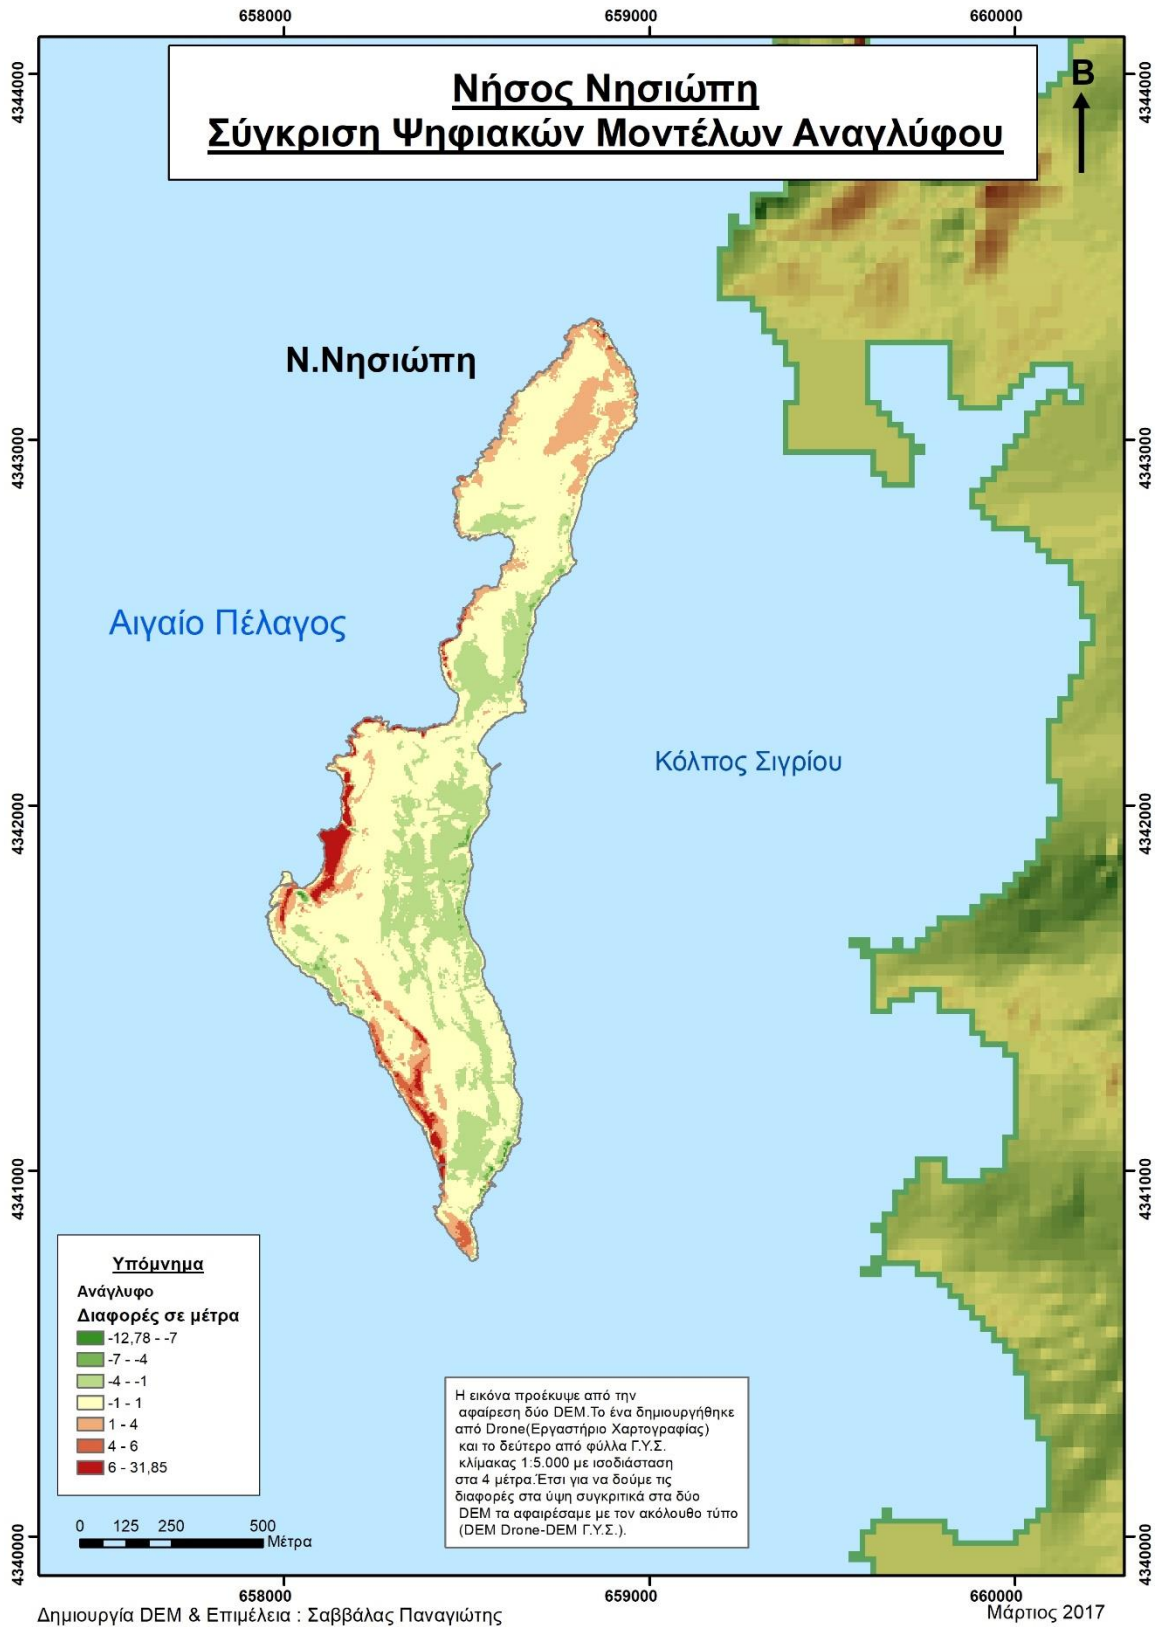 658000
659000
660000
4344000
4344000
Νήσος Νησιώπη
Σύγκριση Ψηφιακών Μοντέλων Αναγλύφου
Β
Ν.Νησιώπη
4343000
4343000
Αιγαίο Πέλαγος
Κόλπος Σιγρίου
4342000
4342000
4341000
4341000
Υπόμνημα
Ανάγλυφο
Διαφορές σε μέτρα
-12,78 - -7
-7 - -4
-4 - -1
-1 - 1
1 - 4
4 - 6
6 - 31,85
0 125 250 500
Μέτρα
Η εικόνα προέκυψε από την
αφαίρεση δύο DEM.Το ένα δημιουργήθηκε
από Drone(Εργαστήριο Χαρτογραφίας)
και το δεύτερο από φύλλα Γ.Υ.Σ.
κλίμακας 1:5.000 με ισοδιάσταση
στα 4 μέτρα.Έτσι για να δούμε τις
διαφορές στα ύψη συγκριτικά στα δύο
DEM τα αφαιρέσαμε με τον ακόλουθο τύπο
(DEM Drone-DEM Γ.Υ.Σ.).
4340000
4340000
658000
659000
660000
Δημιουργία DEM & Επιμέλεια : Σαββάλας Παναγιώτης
Μάρτιος 2017